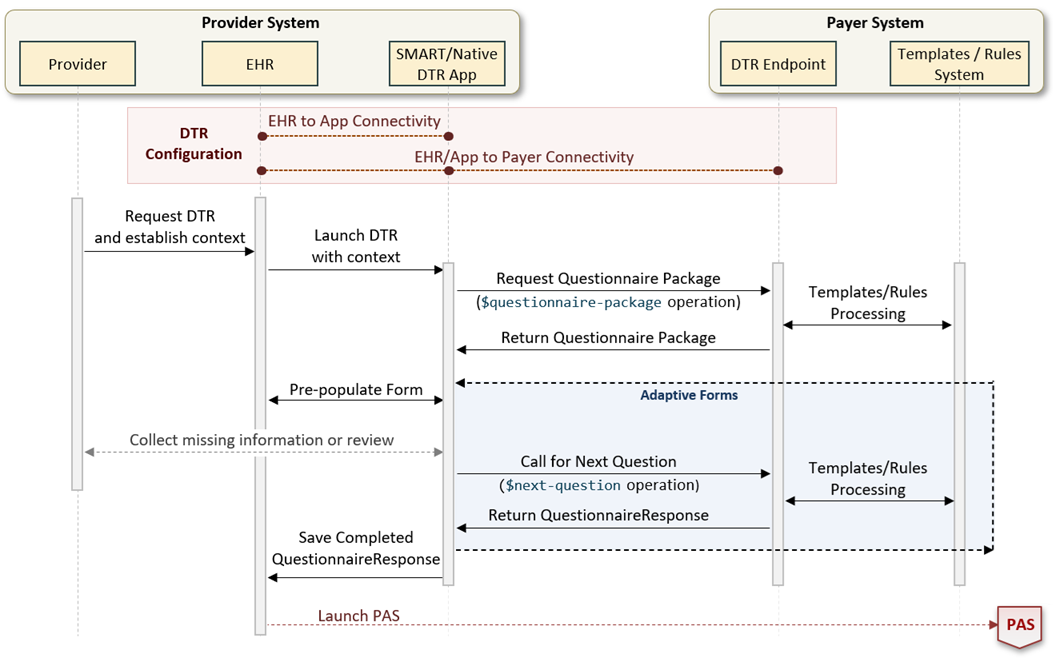 Provider System
Payer System
Provider
EHR
SMART/Native
DTR App
DTR Endpoint
Templates / Rules
System
DTR
Configuration
EHR to App Connectivity
EHR/App to Payer Connectivity
Request DTR
and establish context
Launch DTR
with context
Request Questionnaire Package
($questionnaire-package operation)
Templates/Rules
Processing
Return Questionnaire Package
Pre-populate Form
Adaptive Forms
Collect missing information or review
Call for Next Question
($next-question operation)
Templates/Rules
Processing
Return QuestionnaireResponse
Save Completed
QuestionnaireResponse
Launch PAS
PAS